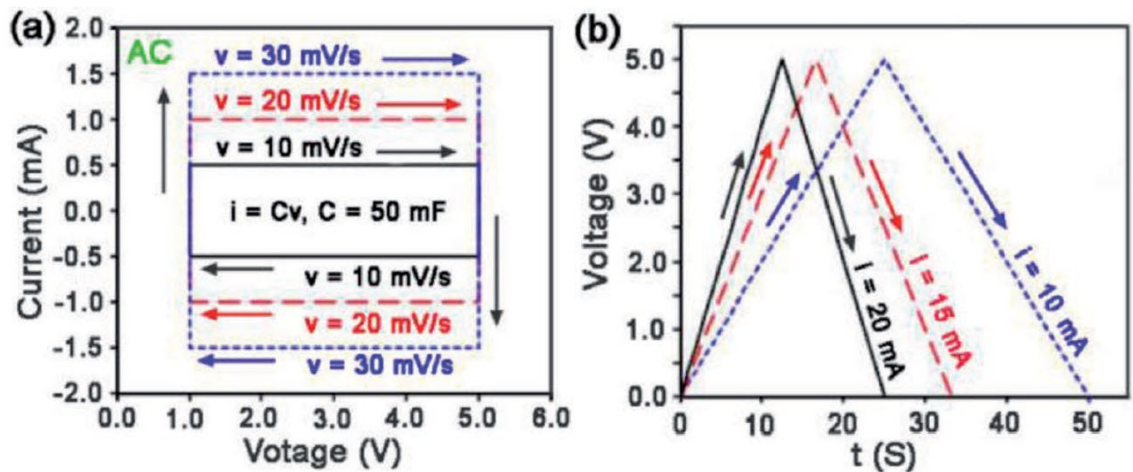 (a)
AC
v = 30 mV/s
v = 20 mV/s
v = 10 mV/s
i = Cv, C = 50 mF
v = 10 mV/s
v = 20 mV/s
v = 30 mV/s
Current (mA)
2.0
1.5
1.0
0.5
0.0
-0.5
-1.0
-1.5
-2.0
0.0 1.0 2.0 3.0 4.0 5.0 6.0
Votage (V)
(b)
Voltage (V)
5.0
4.0
3.0
2.0
1.0
0.0
i = 20 mA
i = 15 mA
i = 10 mA
0 10 20 30 40 50
t (S)